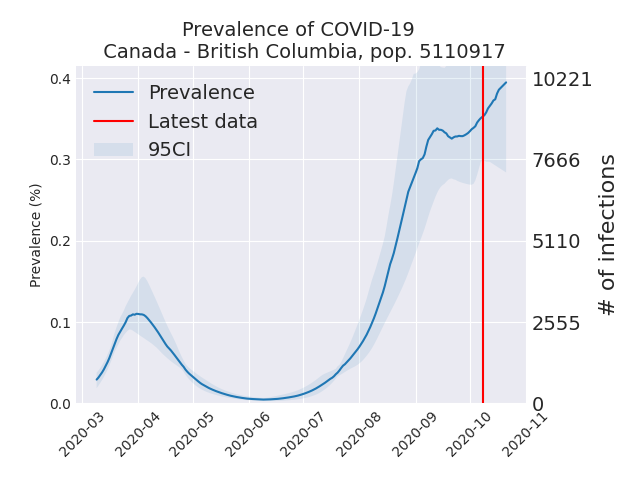 Prevalence of COVID-19
Canada - British Columbia, pop. 5110917
Prevalence
Latest data
95CI
Prevalence (%)
0.4
0.3
0.2
0.1
0.0
10221
7666
5110
2555
0
# of infections
2020-03
2020-04
2020-05
2020-06
2020-07
2020-08
2020-09
2020-10
2020-11